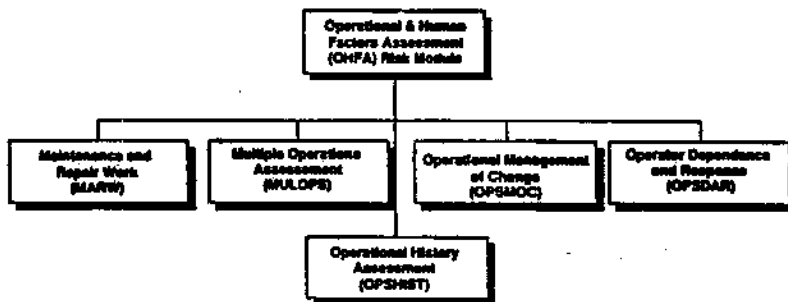 Operational & Human
Factors Assessment
(OHFA) Risk Module
Maintenance and
Repair Work
(MARW)
Multiple Operations
Assessment
(MULOPS)
Operational Management
of Change
(OPSMOC)
Operator Dependance
and Response
(OPSDAR)
Operational History
Assessment
(OPSHIST)